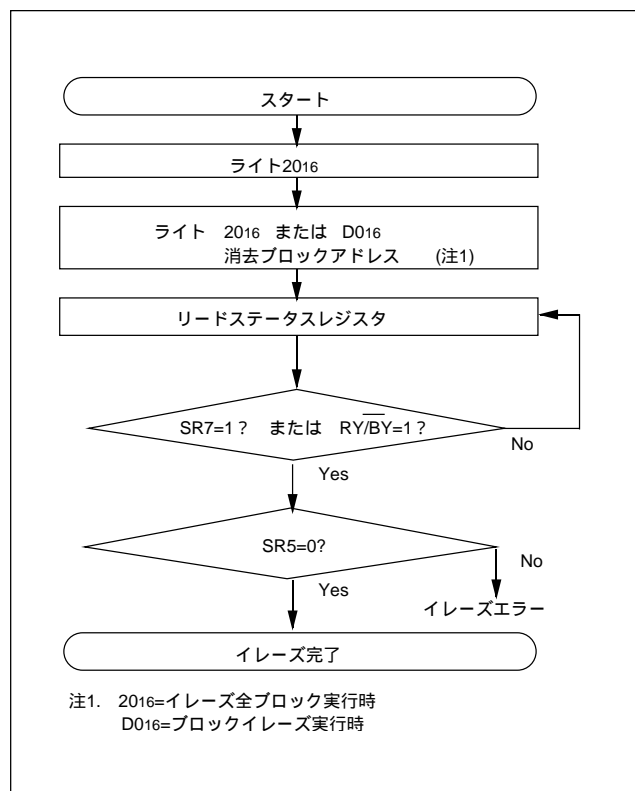 スタート
ライト2016
ライト 2016 または D016
消去ブロックアドレス (注1)
リードステータスレジスタ
SR7=1？ または RY/B̅Y̅=1？
No
Yes
SR5=0?
No
Yes
イレーズエラー
イレーズ完了
注1. 2016=イレーズ全ブロック実行時
D016=ブロックイレーズ実行時